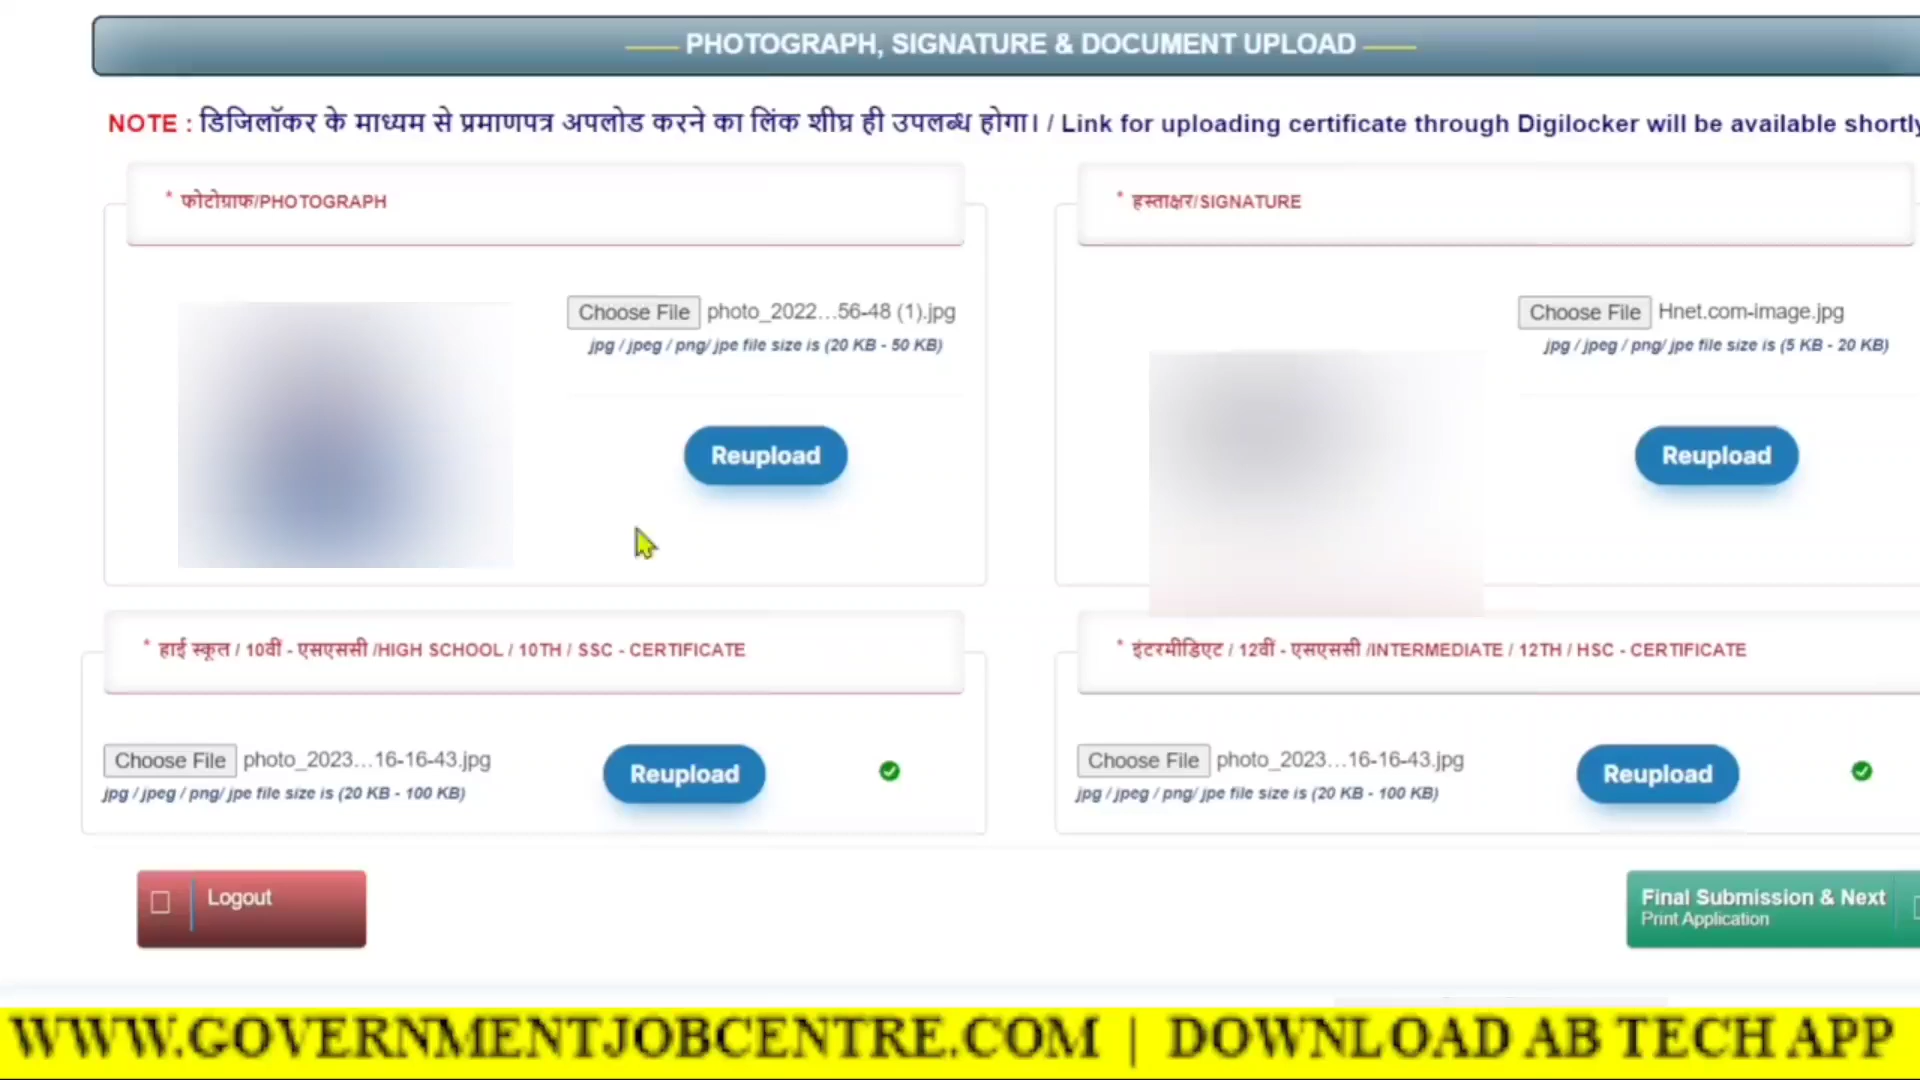 PHOTOGRAPH, SIGNATURE & DOCUMENT UPLOAD
NOTE : डिजिलॉकर के माध्यम से प्रमाणपत्र अपलोड करने का लिंक शीघ्र ही उपलब्ध होगा। / Link for uploading certificate through Digilocker will be available shortly
* फोटोग्राफ/PHOTOGRAPH
Choose File photo_2022...56-48 (1).jpg
jpg / jpeg / png/ jpe file size is (20 KB - 50 KB)
Reupload
* हस्ताक्षर/SIGNATURE
Choose File Hnet.com-image.jpg
jpg / jpeg / png/ jpe file size is (5 KB - 20 KB)
Reupload
* हाई स्कूल / 10वीं - एसएससी /HIGH SCHOOL / 10TH / SSC - CERTIFICATE
Choose File photo_2023...16-16-43.jpg
jpg / jpeg / png/ jpe file size is (20 KB - 100 KB)
Reupload
* इंटरमीडिएट / 12वीं - एसएससी /INTERMEDIATE / 12TH / HSC - CERTIFICATE
Choose File photo_2023...16-16-43.jpg
jpg / jpeg / png/ jpe file size is (20 KB - 100 KB)
Reupload
Logout
Final Submission & Next
Print Application
WWW.GOVERNMENTJOBCENTRE.COM | DOWNLOAD AB TECH APP